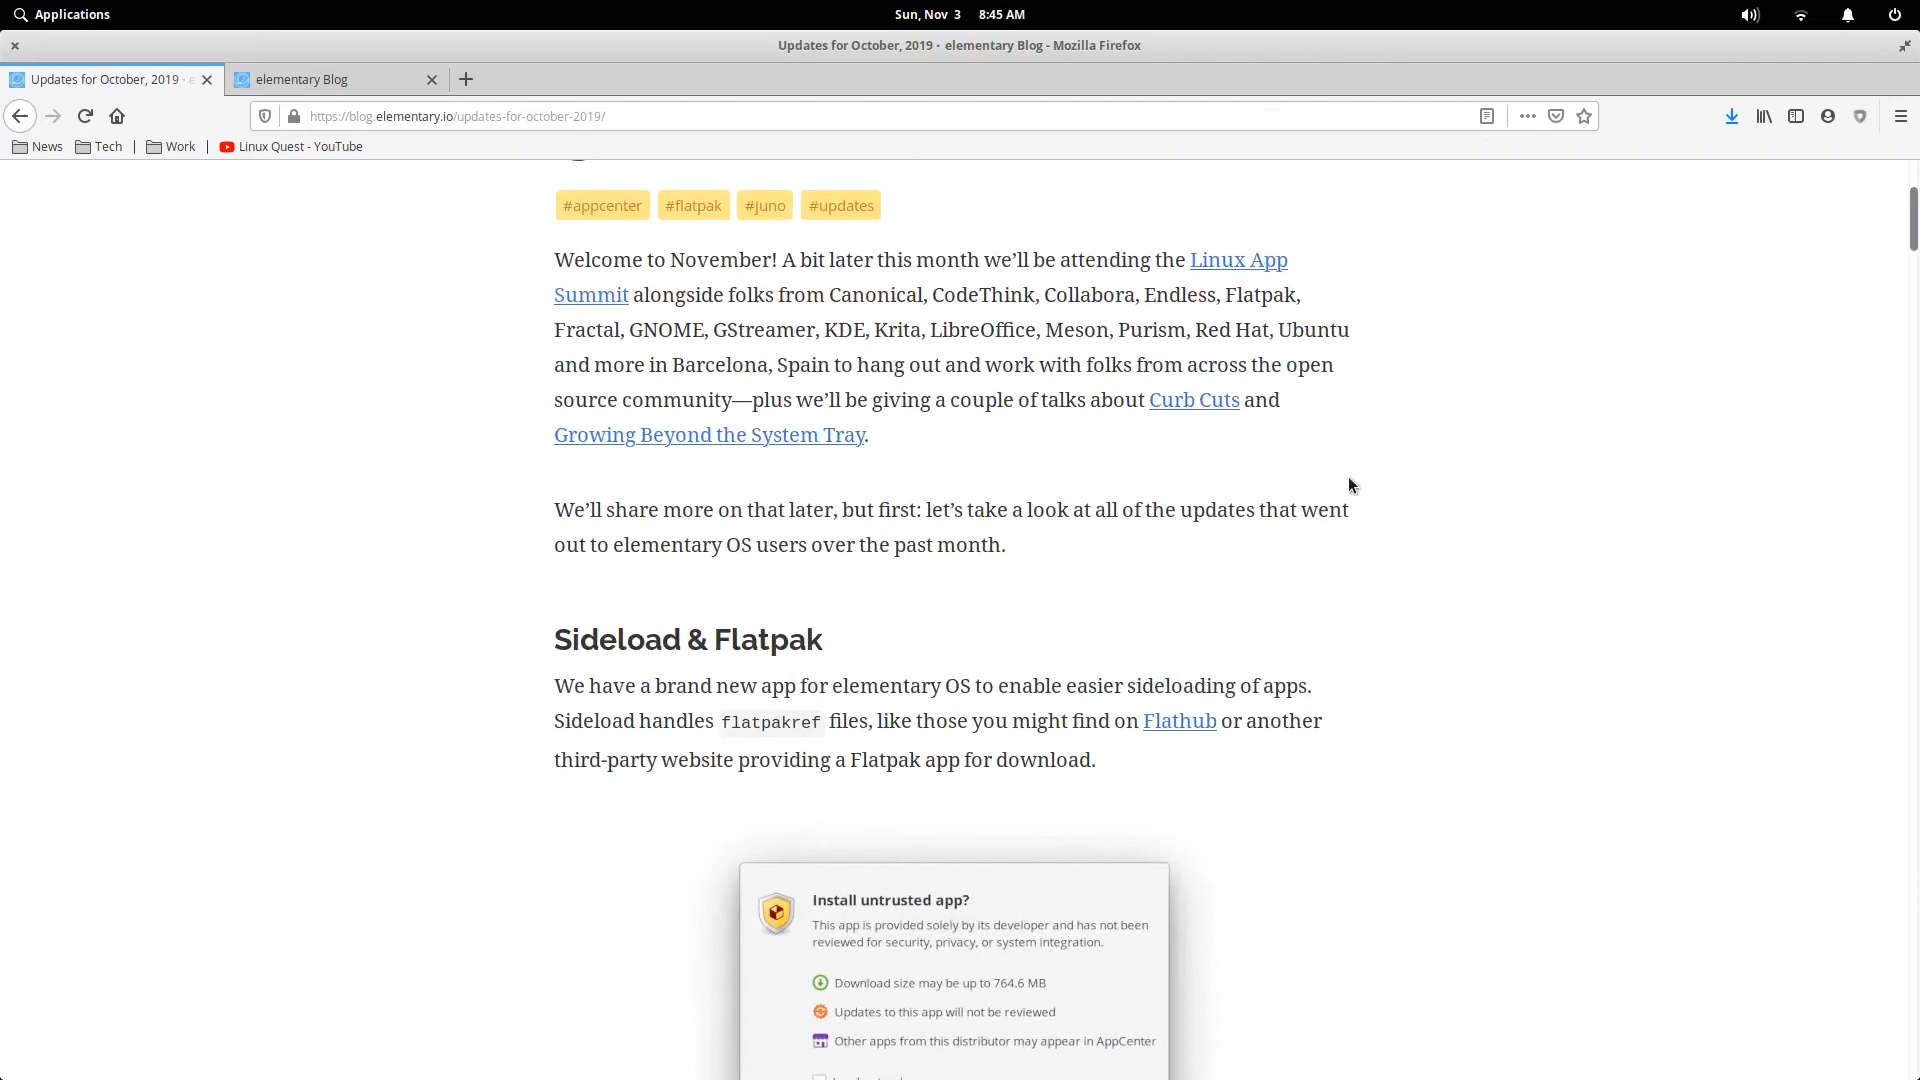 Applications
Sun, Nov 3 8:45 AM
Updates for October, 2019 · elementary Blog - Mozilla Firefox
Updates for October, 2019 · e
elementary Blog
https://blog.elementary.io/updates-for-october-2019/
News Tech Work Linux Quest - YouTube
#appcenter #flatpak #juno #updates
Welcome to November! A bit later this month we’ll be attending the Linux App
Summit alongside folks from Canonical, CodeThink, Collabora, Endless, Flatpak,
Fractal, GNOME, GStreamer, KDE, Krita, LibreOffice, Meson, Purism, Red Hat, Ubuntu
and more in Barcelona, Spain to hang out and work with folks from across the open
source community—plus we’ll be giving a couple of talks about Curb Cuts and
Growing Beyond the System Tray.
We’ll share more on that later, but first: let’s take a look at all of the updates that went
out to elementary OS users over the past month.
Sideload & Flatpak
We have a brand new app for elementary OS to enable easier sideloading of apps.
Sideload handles flatpakref files, like those you might find on Flathub or another
third-party website providing a Flatpak app for download.
Install untrusted app?
This app is provided solely by its developer and has not been
reviewed for security, privacy, or system integration.
Download size may be up to 764.6 MB
Updates to this app will not be reviewed
Other apps from this distributor may appear in AppCenter